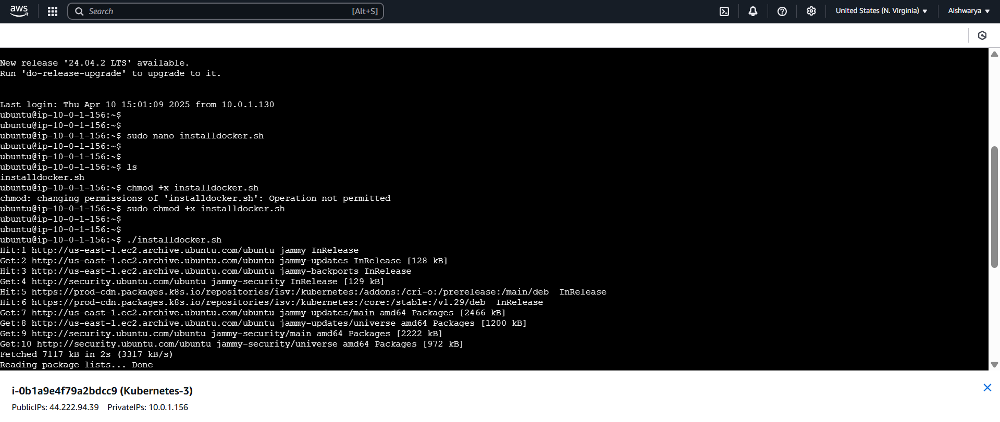 aws
Search [Alt+S]
United States (N. Virginia)
Aishwarya
New release '24.04.2 LTS' available.
Run 'do-release-upgrade' to upgrade to it.
Last login: Thu Apr 10 15:01:09 2025 from 10.0.1.130
ubuntu@ip-10-0-1-156:~$
ubuntu@ip-10-0-1-156:~$
ubuntu@ip-10-0-1-156:~$ sudo nano installdocker.sh
ubuntu@ip-10-0-1-156:~$
ubuntu@ip-10-0-1-156:~$
ubuntu@ip-10-0-1-156:~$ ls
installdocker.sh
ubuntu@ip-10-0-1-156:~$ chmod +x installdocker.sh
chmod: changing permissions of 'installdocker.sh': Operation not permitted
ubuntu@ip-10-0-1-156:~$ sudo chmod +x installdocker.sh
ubuntu@ip-10-0-1-156:~$
ubuntu@ip-10-0-1-156:~$
ubuntu@ip-10-0-1-156:~$ ./installdocker.sh
Hit:1 http://us-east-1.ec2.archive.ubuntu.com/ubuntu jammy InRelease
Get:2 http://us-east-1.ec2.archive.ubuntu.com/ubuntu jammy-updates InRelease [128 kB]
Hit:3 http://us-east-1.ec2.archive.ubuntu.com/ubuntu jammy-backports InRelease
Get:4 http://security.ubuntu.com/ubuntu jammy-security InRelease [129 kB]
Hit:5 https://prod-cdn.packages.k8s.io/repositories/isv:/kubernetes:/addons:/cri-o:/prerelease:/main/deb  InRelease
Hit:6 https://prod-cdn.packages.k8s.io/repositories/isv:/kubernetes:/core:/stable:/v1.29/deb  InRelease
Get:7 http://us-east-1.ec2.archive.ubuntu.com/ubuntu jammy-updates/main amd64 Packages [2466 kB]
Get:8 http://us-east-1.ec2.archive.ubuntu.com/ubuntu jammy-updates/universe amd64 Packages [1200 kB]
Get:9 http://security.ubuntu.com/ubuntu jammy-security/main amd64 Packages [2222 kB]
Get:10 http://security.ubuntu.com/ubuntu jammy-security/universe amd64 Packages [972 kB]
Fetched 7117 kB in 2s (3317 kB/s)
Reading package lists... Done
i-0b1a9e4f79a2bdcc9 (Kubernetes-3)
PublicIPs: 44.222.94.39 PrivateIPs: 10.0.1.156